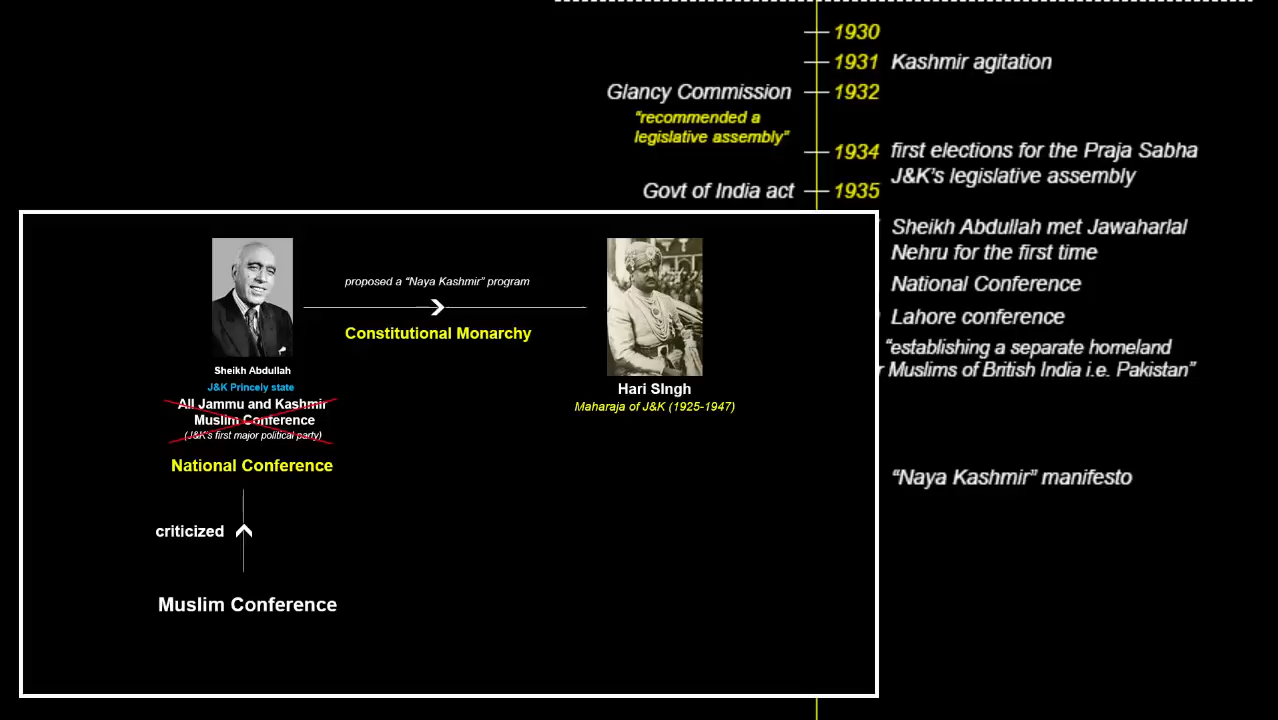 1930
1931 Kashmir agitation
Glancy Commission 1932
“recommended a
legislative assembly”
1934 first elections for the Praja Sabha
J&K’s legislative assembly
Govt of India act 1935
Sheikh Abdullah met Jawaharlal
Nehru for the first time
National Conference
Lahore conference
“establishing a separate homeland
r Muslims of British India i.e. Pakistan”
“Naya Kashmir” manifesto
proposed a “Naya Kashmir” program
Constitutional Monarchy
Sheikh Abdullah
J&K Princely state
All Jammu and Kashmir
Muslim Conference
(J&K’s first major political party)
National Conference
criticized
Muslim Conference
Hari SIngh
Maharaja of J&K (1925-1947)